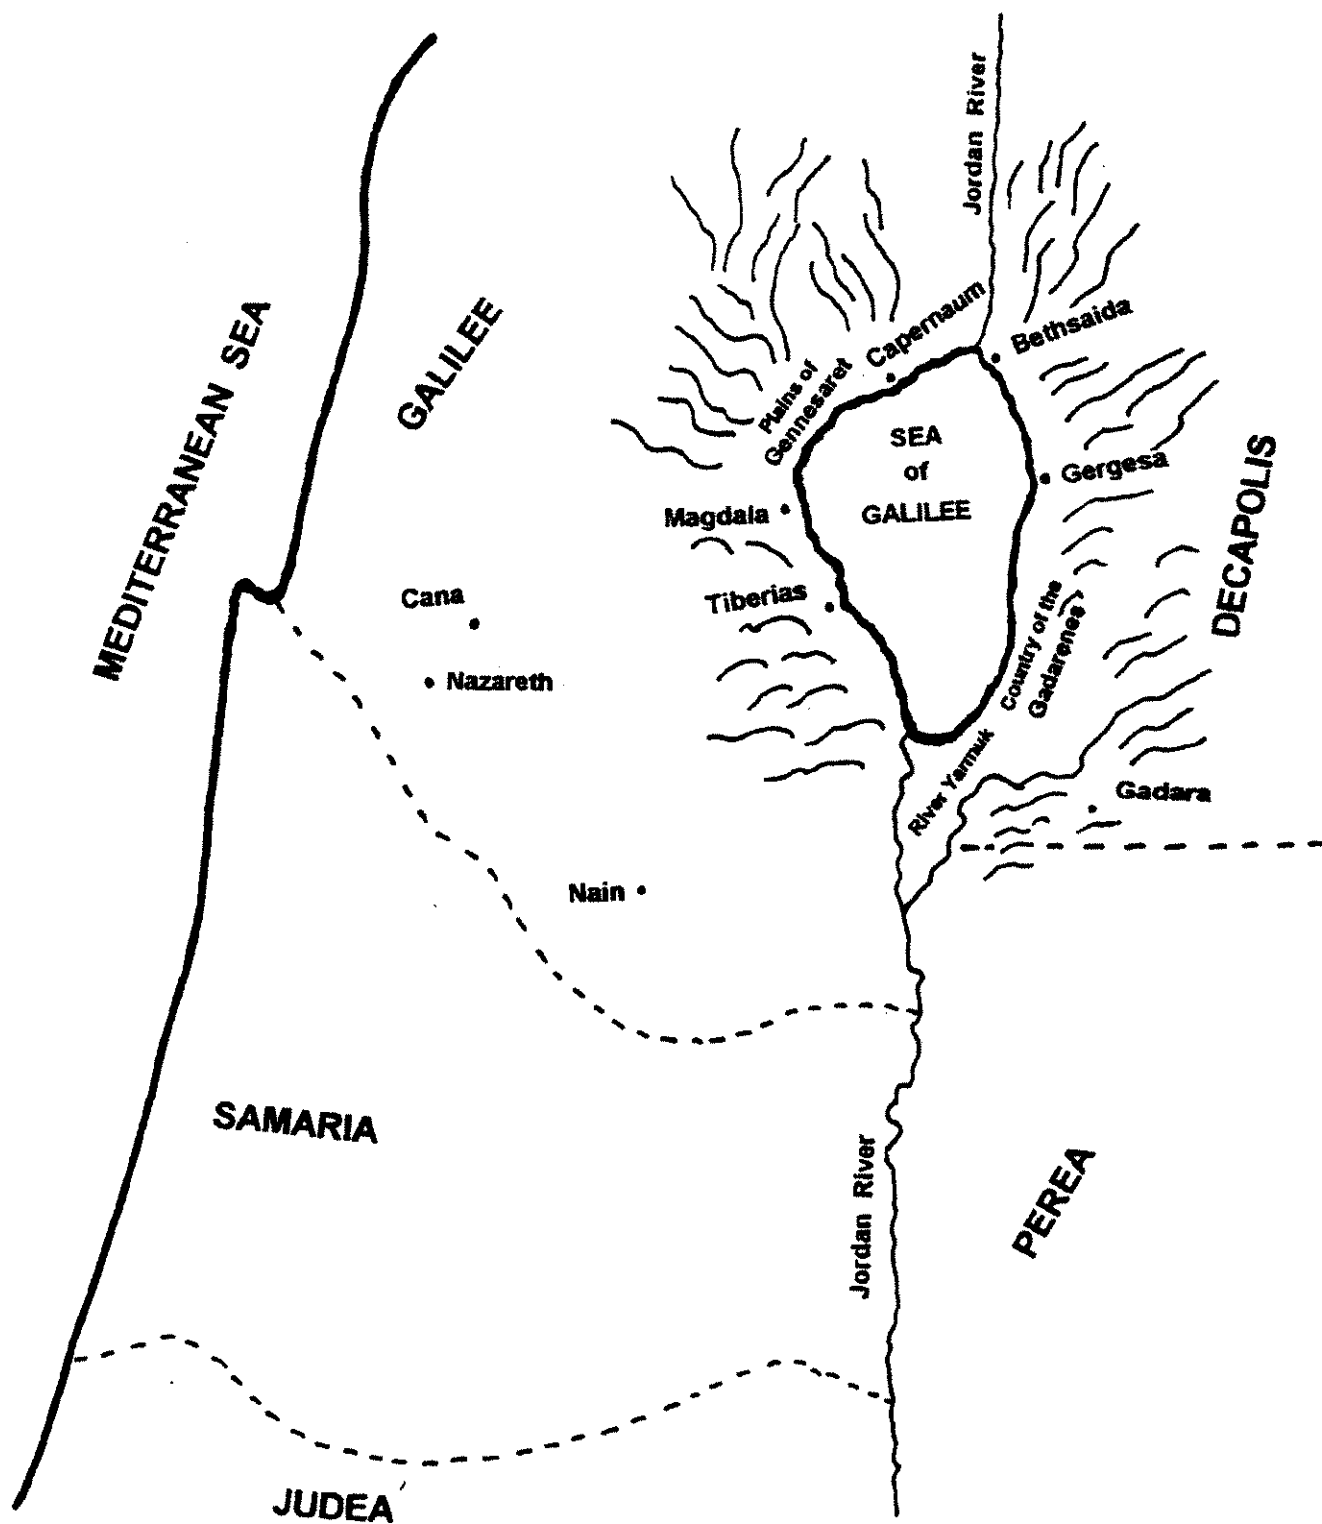 Jordan River
MEDITERRANEAN SEA
GALILEE
Capernaum
Bethsaida
Plains of
Gennesaret
SEA
of
GALILEE
Gergesa
DECAPOLIS
Magdala
Cana
Tiberias
Nazareth
Country of the
Gadarenes
River Yarmuk
Gadara
Nain
SAMARIA
Jordan River
PEREA
JUDEA